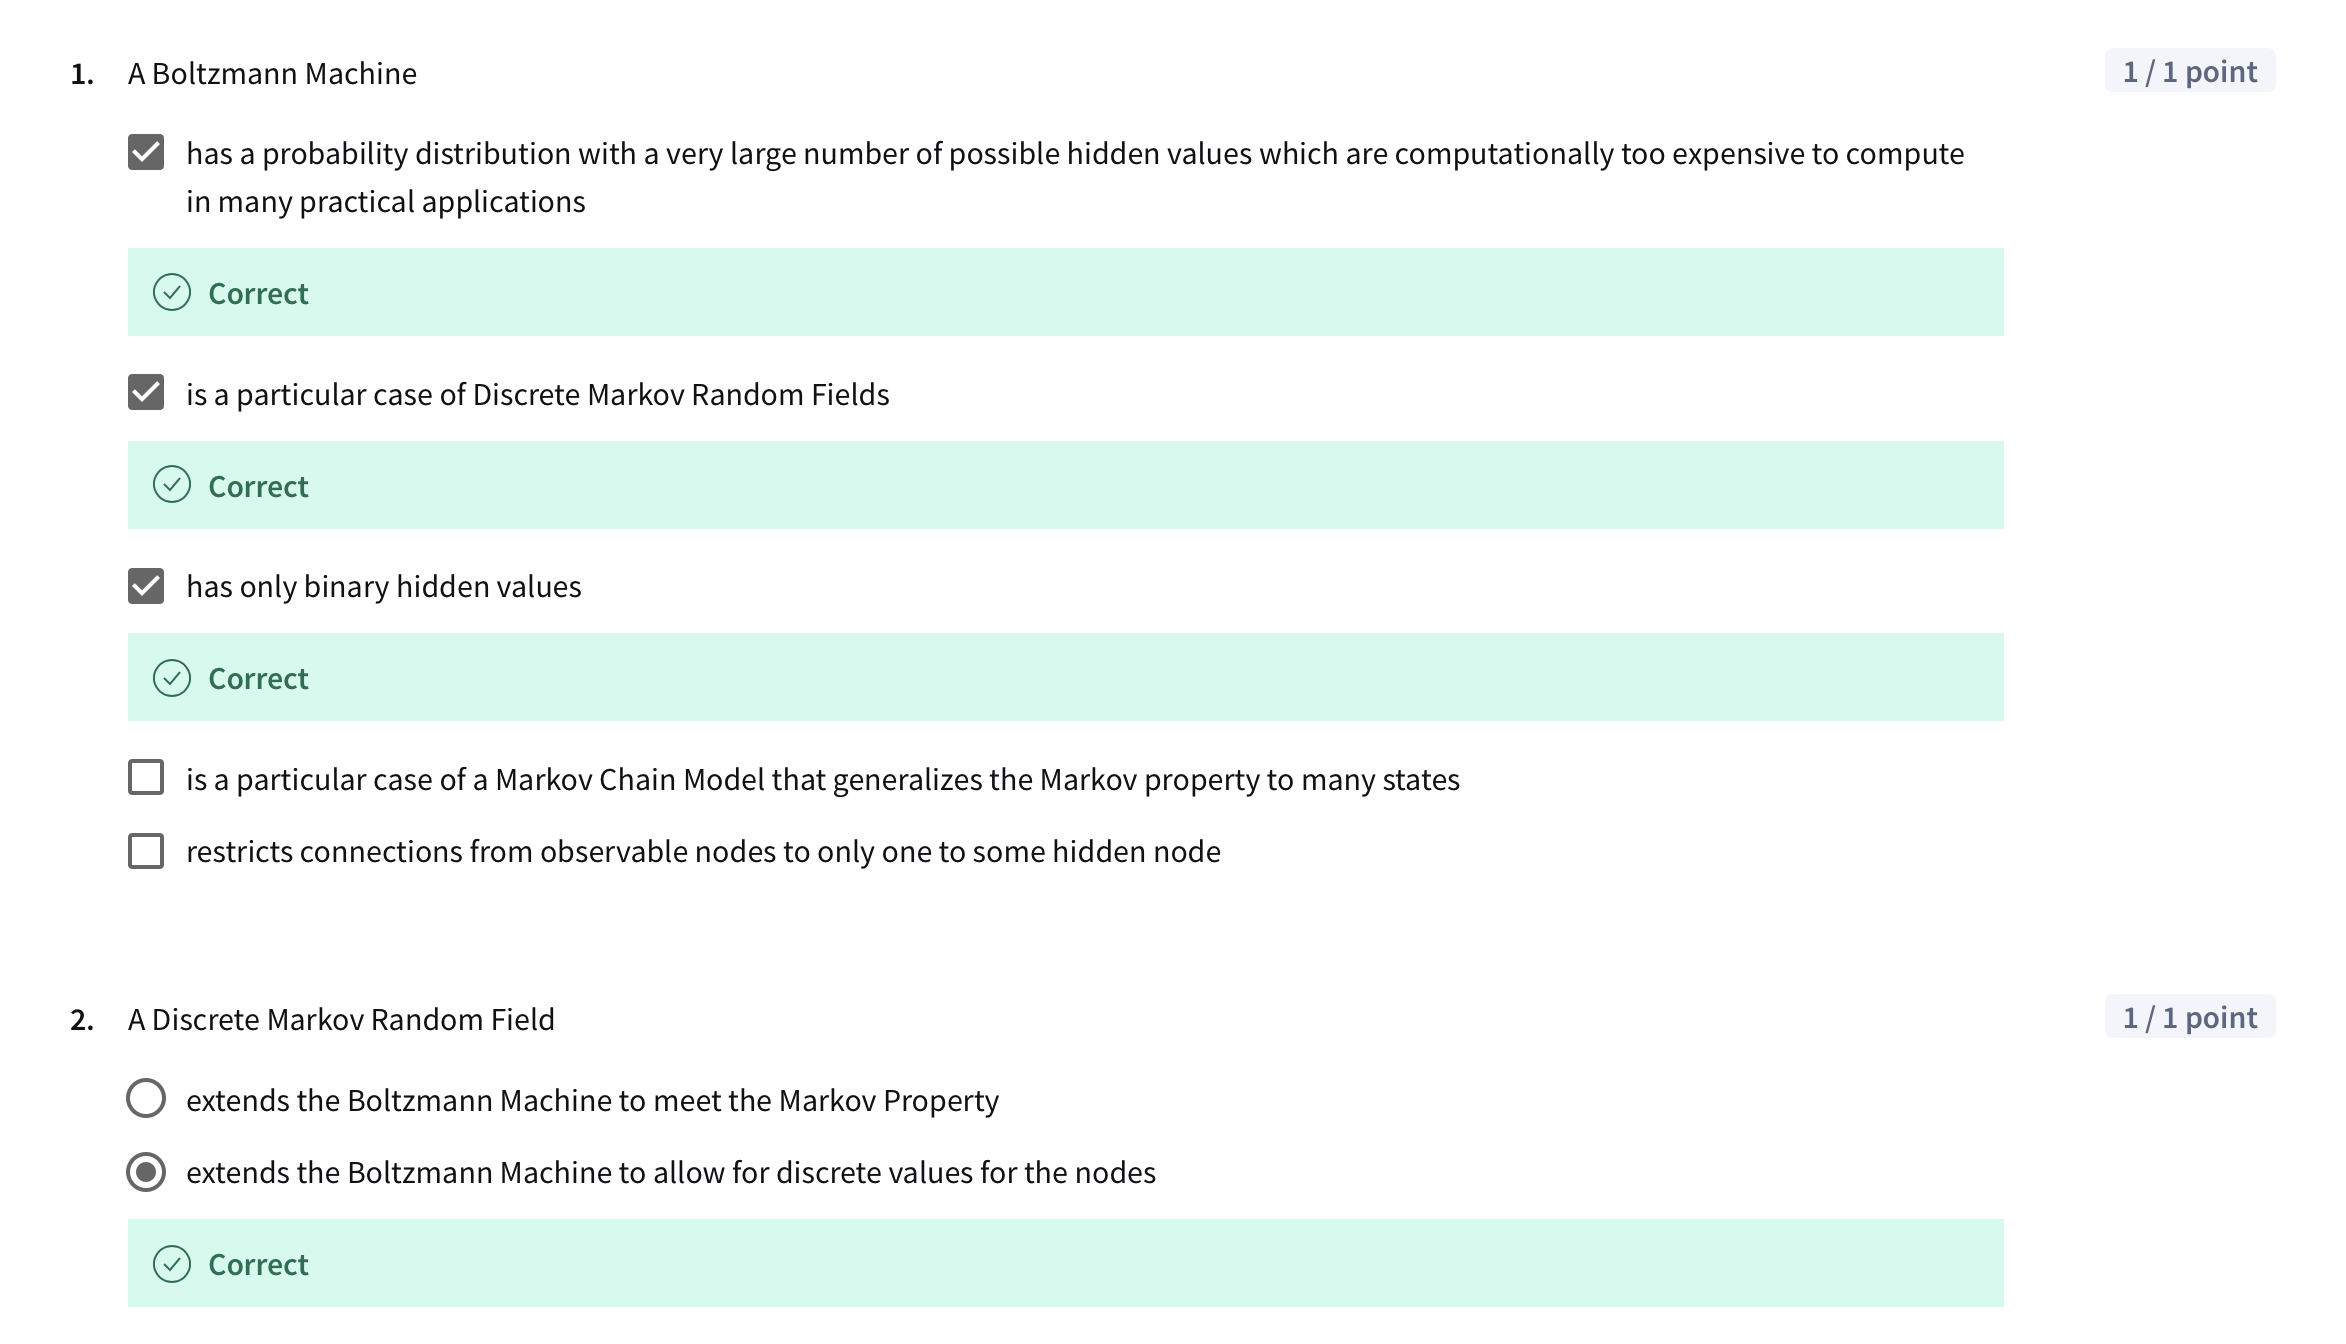 1. A Boltzmann Machine 1 / 1 point
has a probability distribution with a very large number of possible hidden values which are computationally too expensive to compute
in many practical applications
Correct
is a particular case of Discrete Markov Random Fields
Correct
has only binary hidden values
Correct
is a particular case of a Markov Chain Model that generalizes the Markov property to many states
restricts connections from observable nodes to only one to some hidden node
2. A Discrete Markov Random Field 1 / 1 point
extends the Boltzmann Machine to meet the Markov Property
extends the Boltzmann Machine to allow for discrete values for the nodes
Correct